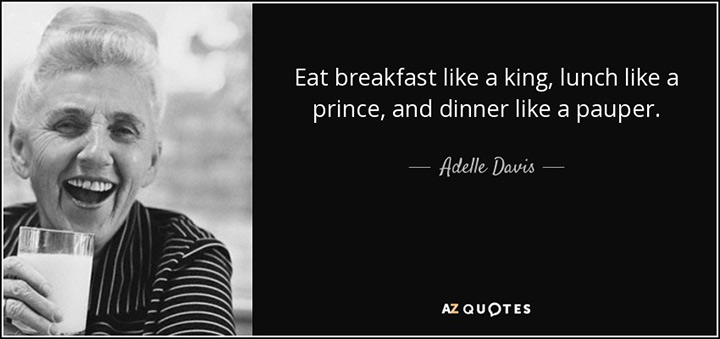 Eat breakfast like a king, lunch like a
prince, and dinner like a pauper.
Adelle Davis
AZ QUOTES